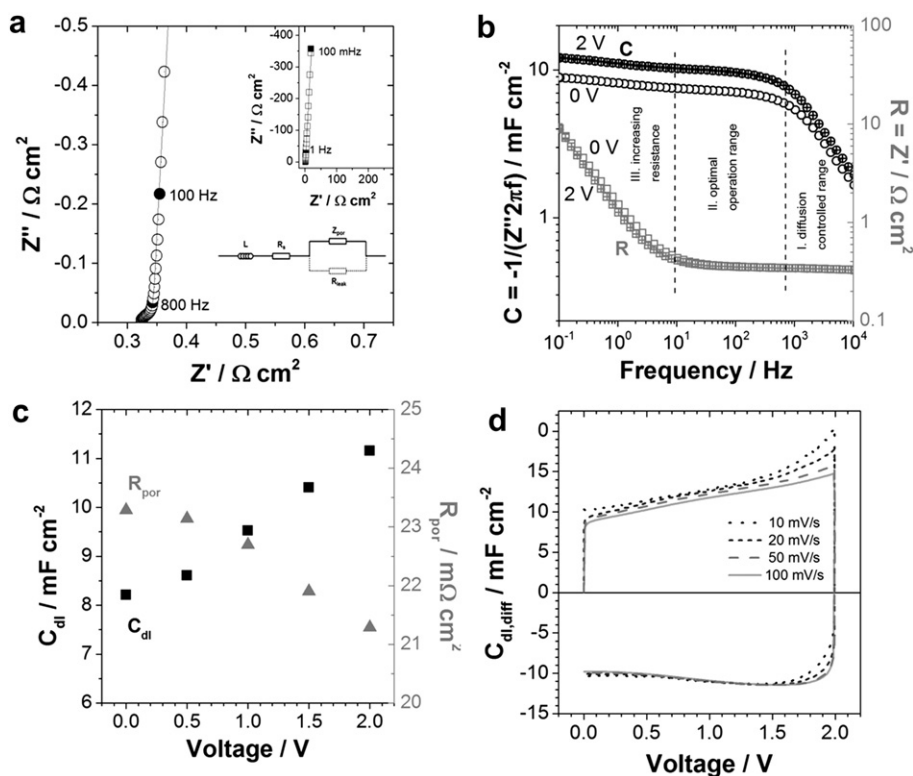 a
-0.5
-0.4
-0.3
-0.2
-0.1
0.0
Z'' / Ω cm²
0.3 0.4 0.5 0.6 0.7
Z' / Ω cm²
100 Hz
800 Hz
-400
-300
-200
-100
0
Z'' / Ω cm²
100 mHz
1 Hz
0 100 200
Z' / Ω cm²
L
Rs
Zpor
Rleak
b
10
1
C = -1/(Z''2πf) / mF cm⁻²
2 V
C
0 V
0 V
2 V
R
III. increasing
resistance
II. optimal
operation range
I. diffusion
controlled range
100
10
1
0.1
R = Z' / Ω cm²
10⁻¹ 10⁰ 10¹ 10² 10³ 10⁴
Frequency / Hz
c
12
11
10
9
8
7
6
Cdl / mF cm⁻²
Rpor
Cdl
25
24
23
22
21
20
Rpor / mΩ cm²
0.0 0.5 1.0 1.5 2.0
Voltage / V
d
0
15
10
5
0
-5
-10
-15
Cdl,diff / mF cm⁻²
10 mV/s
20 mV/s
50 mV/s
100 mV/s
0.0 0.5 1.0 1.5 2.0
Voltage / V